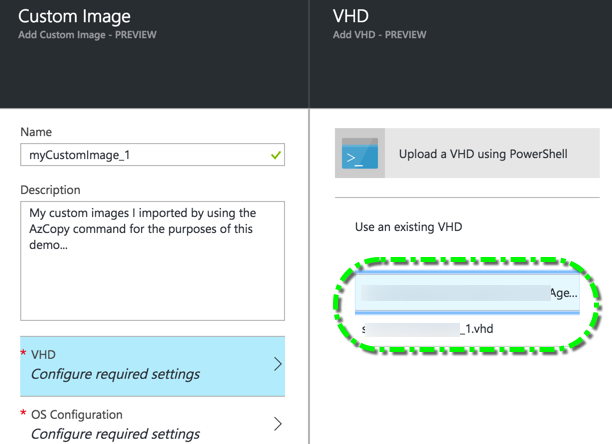 Custom Image
Add Custom Image - PREVIEW
Name
myCustomImage_1
Description
My custom images I imported by using the
AzCopy command for the purposes of this
demo...
* VHD
Configure required settings
* OS Configuration
Configure required settings
VHD
Add VHD - PREVIEW
>_
Upload a VHD using PowerShell
Use an existing VHD
Age...
_1.vhd